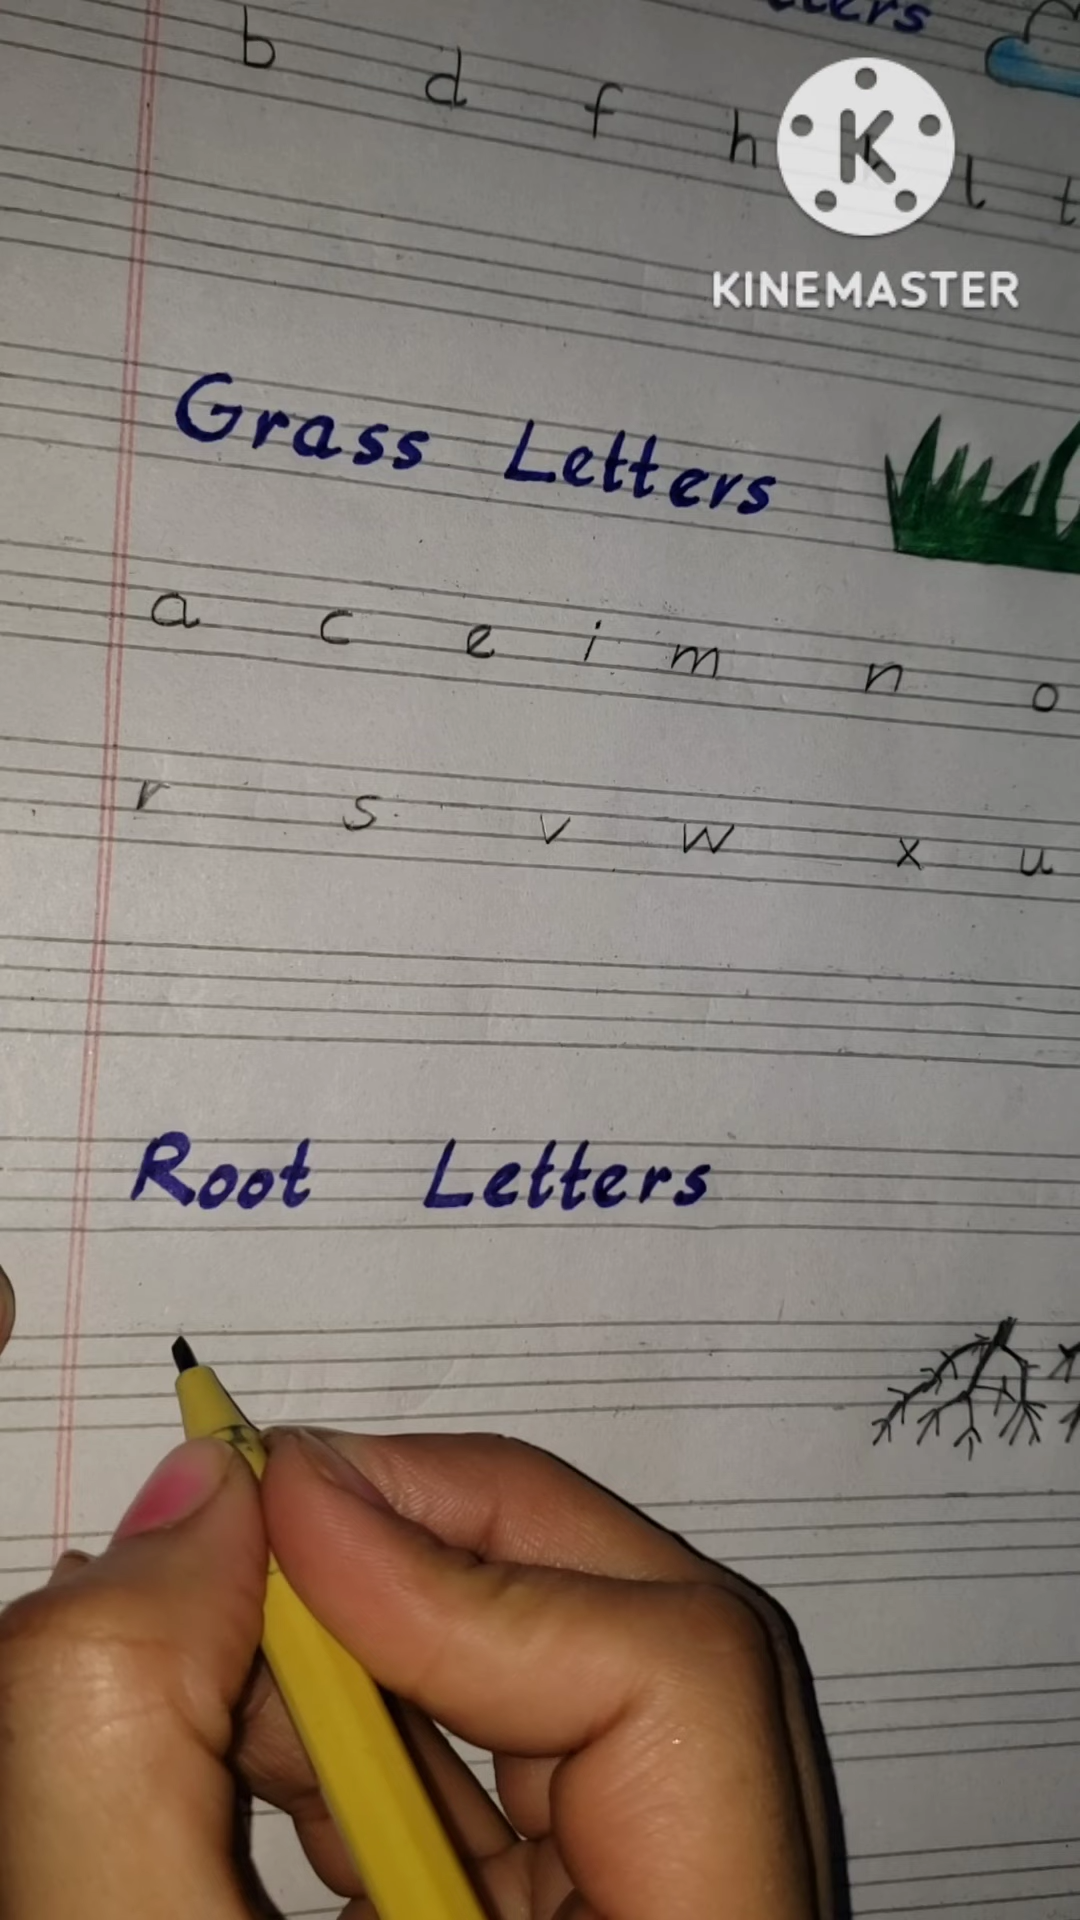 b d f h k l t
KINEMASTER
Grass Letters
a c e i m n o
r s v w x u
Root Letters